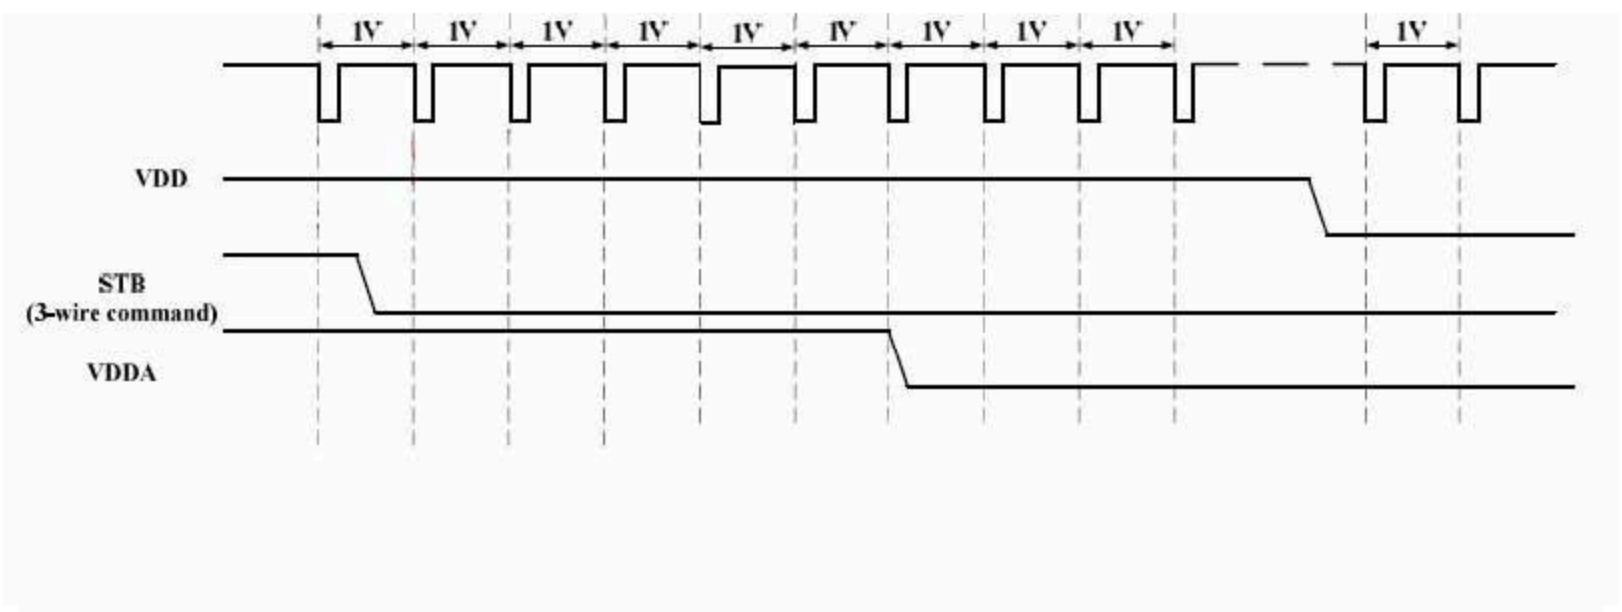 1V 1V 1V 1V 1V 1V 1V 1V 1V 1V
VDD
STB
(3-wire command)
VDDA